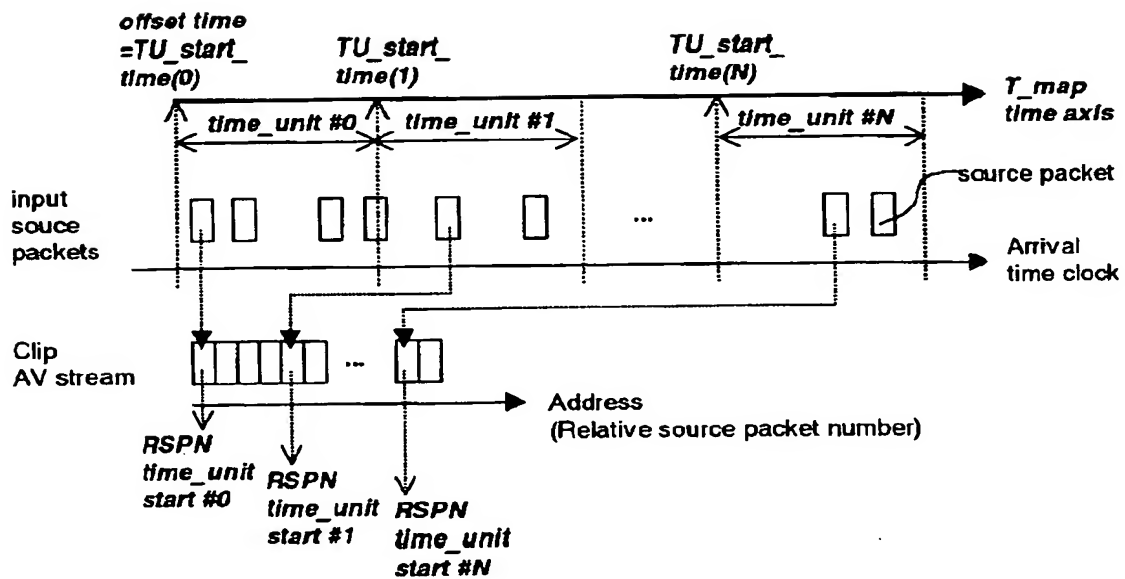 offset time
=TU_start_
time(0)
TU_start_
time(1)
TU_start_
time(N)
T_map
time axis
time_unit #0
time_unit #1
time_unit #N
source packet
input
souce
packets
...
Arrival
time clock
Clip
AV stream
...
Address
(Relative source packet number)
RSPN
time_unit
start #0
RSPN
time_unit
start #1
RSPN
time_unit
start #N